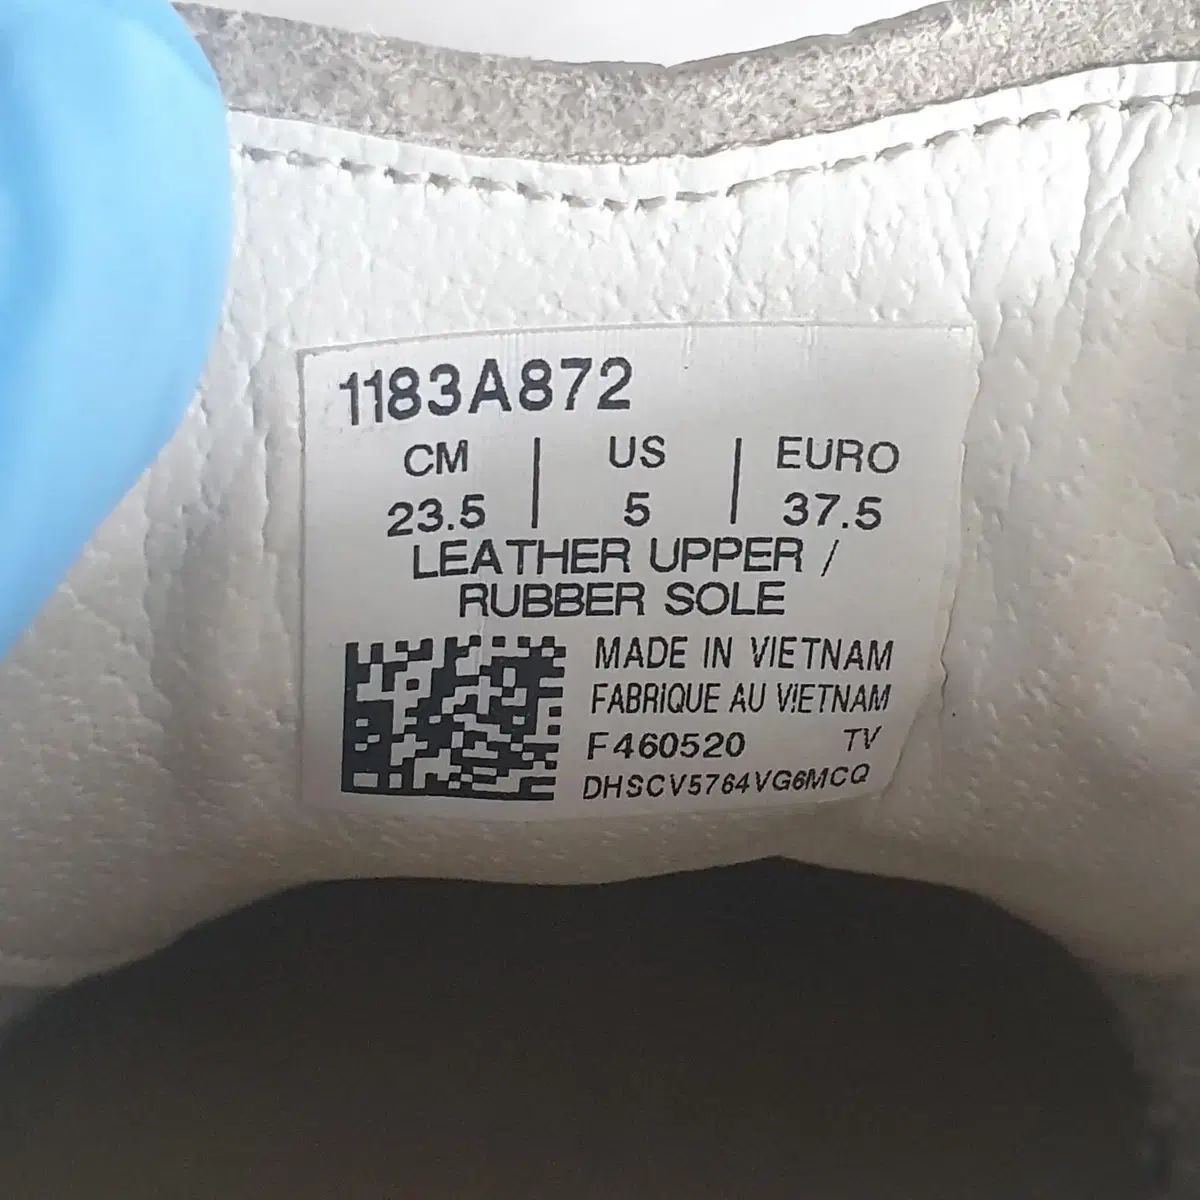 1183A872
CM | US | EURO
23.5 | 5 | 37.5
LEATHER UPPER /
RUBBER SOLE
MADE IN VIETNAM
FABRIQUE AU VIETNAM
F460520 TV
DHSCV5764VG6MCQ